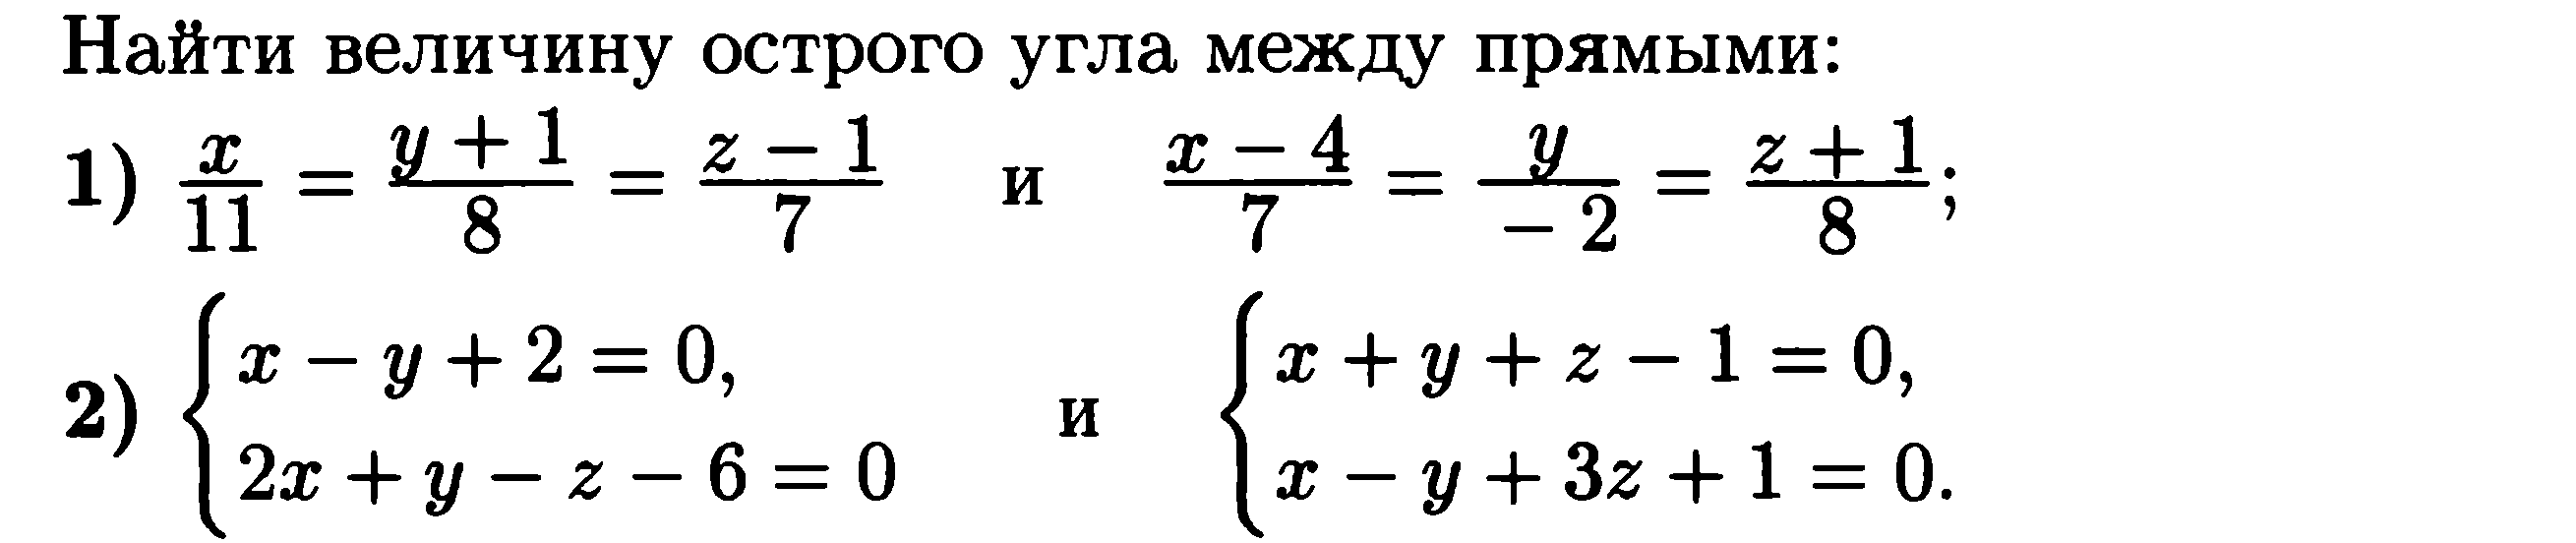 Найти величину острого угла между прямыми:
1) x/11 = (y + 1)/8 = (z − 1)/7 и (x − 4)/7 = y/−2 = (z + 1)/8;
2) { x − y + 2 = 0, 2x + y − z − 6 = 0 и { x + y + z − 1 = 0, x − y + 3z + 1 = 0.